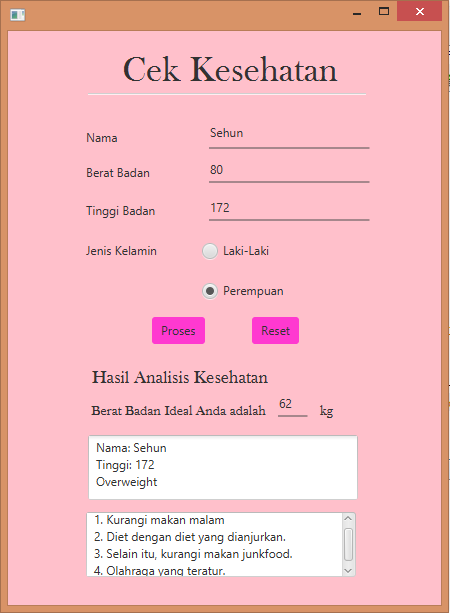 Cek Kesehatan
Nama Sehun
Berat Badan 80
Tinggi Badan 172
Jenis Kelamin Laki-Laki
Perempuan
Proses Reset
Hasil Analisis Kesehatan
Berat Badan Ideal Anda adalah 62 kg
Nama: Sehun
Tinggi: 172
Overweight
1. Kurangi makan malam
2. Diet dengan diet yang dianjurkan.
3. Selain itu, kurangi makan junkfood.
4. Olahraga yang teratur.